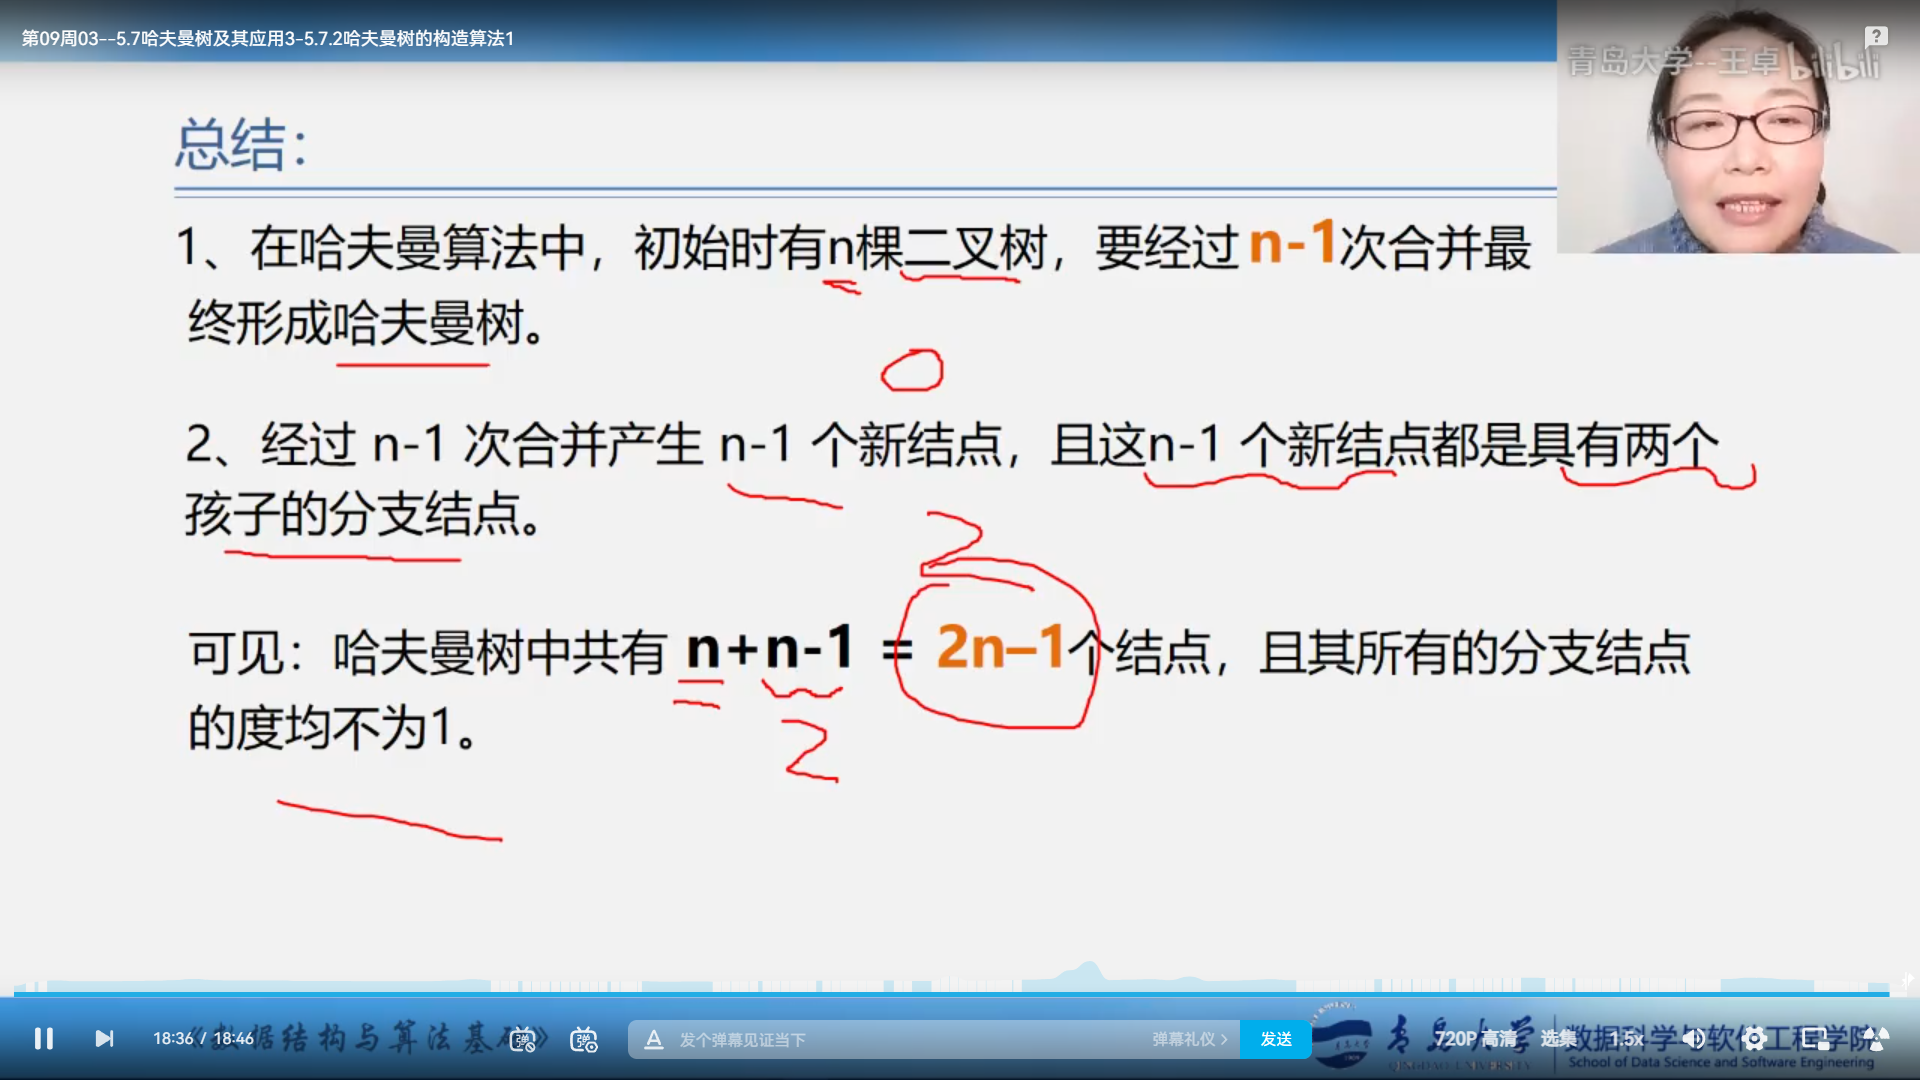 第09周03--5.7哈夫曼树及其应用3-5.7.2哈夫曼树的构造算法1
青岛大学--王卓 bilibili
总结：
1、在哈夫曼算法中，初始时有n棵二叉树，要经过n-1次合并最
终形成哈夫曼树。
0
2、经过 n-1 次合并产生 n-1 个新结点，且这n-1 个新结点都是具有两个
孩子的分支结点。
2
可见：哈夫曼树中共有 n+n-1 = 2n–1个结点，且其所有的分支结点
的度均不为1。
2
18:36 / 18:46
《数据结构与算法基础》
发个弹幕见证当下
弹幕礼仪 >
发送
青岛大学
QINGDAO UNIVERSITY
720P 高清
选集
1.5x
数据科学与软件工程学院
School of Data Science and Software Engineering